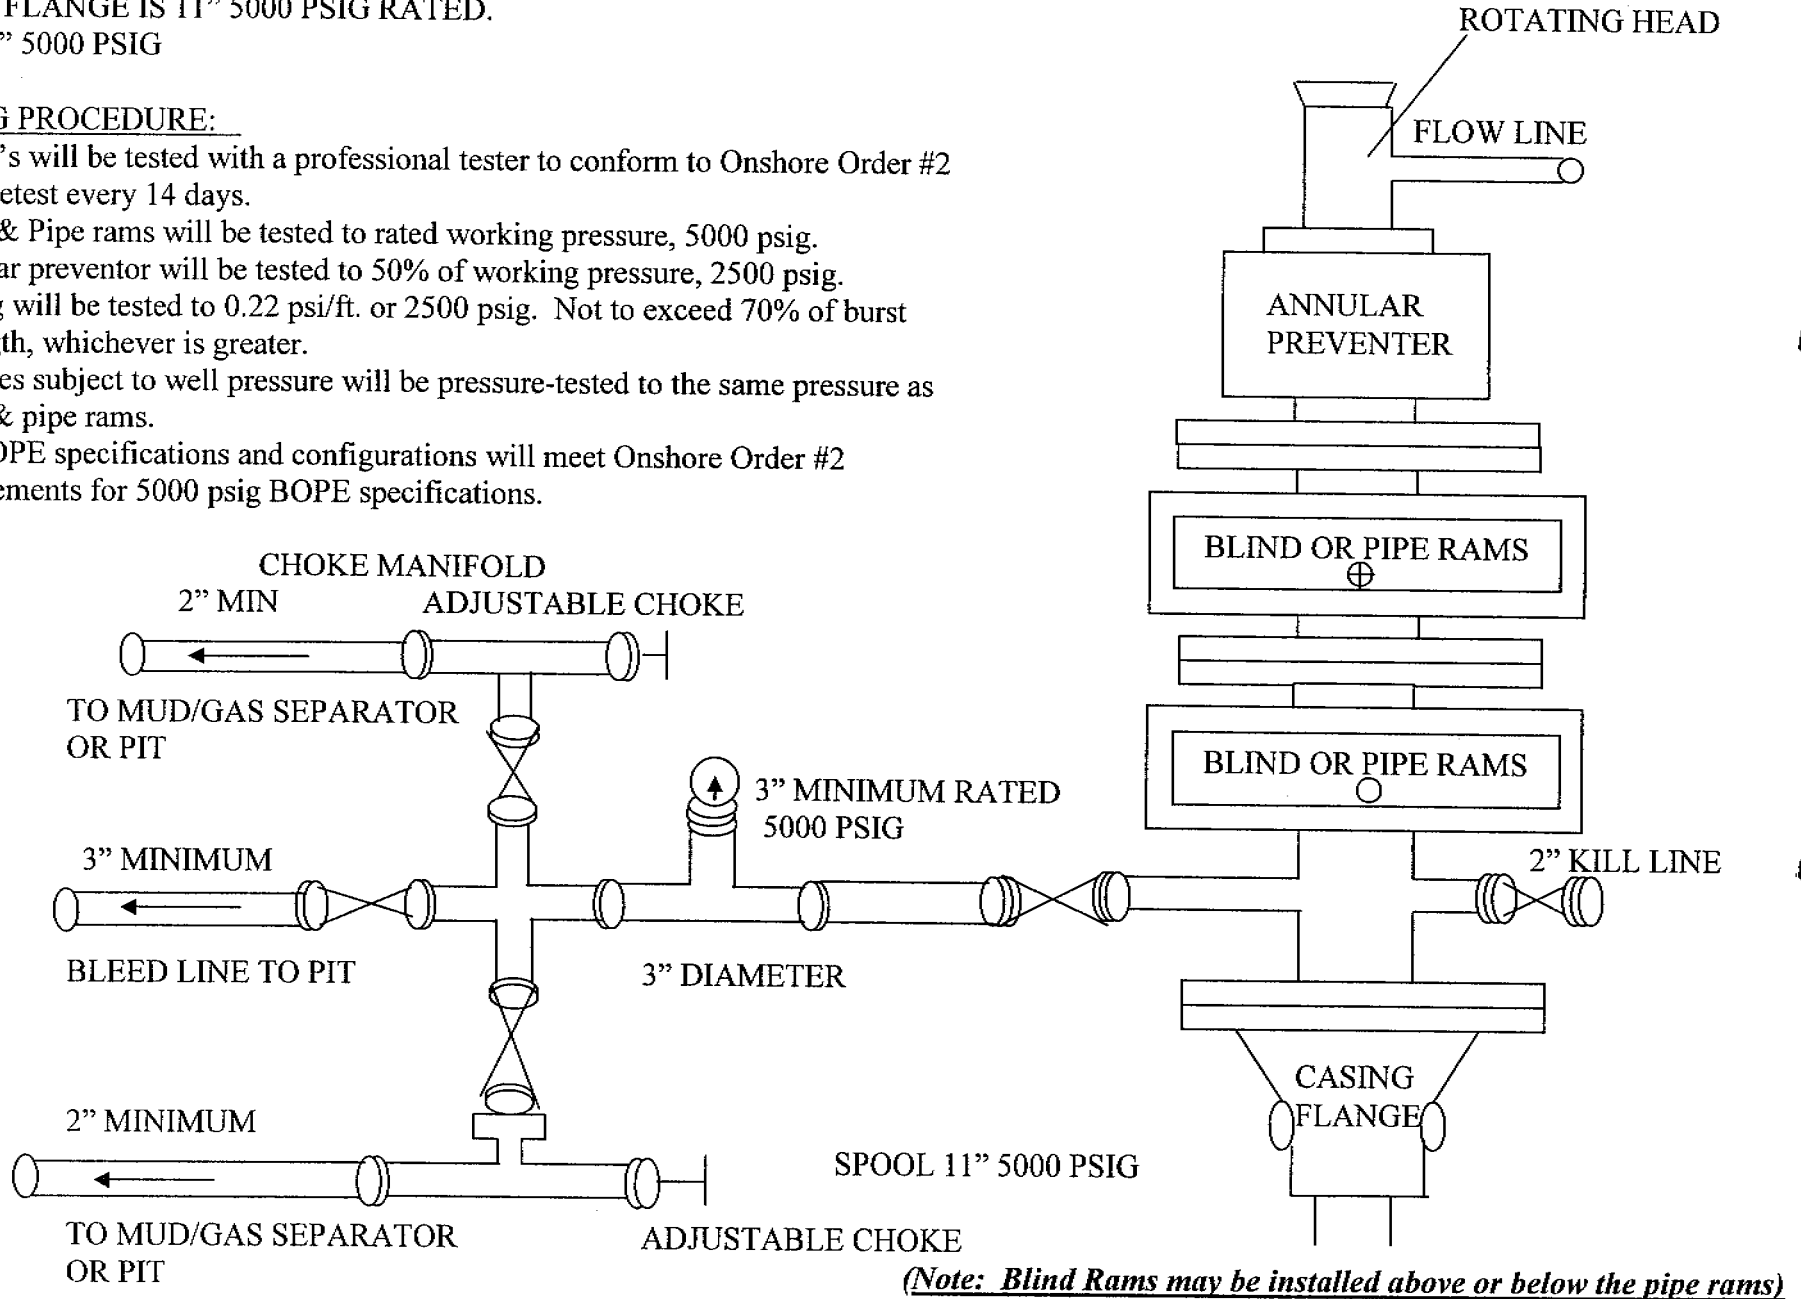 FLANGE IS 11” 5000 PSIG RATED.
” 5000 PSIG
G PROCEDURE:
’s will be tested with a professional tester to conform to Onshore Order #2
etest every 14 days.
& Pipe rams will be tested to rated working pressure, 5000 psig.
ar preventor will be tested to 50% of working pressure, 2500 psig.
g will be tested to 0.22 psi/ft. or 2500 psig.  Not to exceed 70% of burst
gth, whichever is greater.
es subject to well pressure will be pressure-tested to the same pressure as
& pipe rams.
OPE specifications and configurations will meet Onshore Order #2
ements for 5000 psig BOPE specifications.
ROTATING HEAD
FLOW LINE
ANNULAR
PREVENTER
BLIND OR PIPE RAMS
BLIND OR PIPE RAMS
2” KILL LINE
CASING
FLANGE
CHOKE MANIFOLD
2” MIN
ADJUSTABLE CHOKE
TO MUD/GAS SEPARATOR
OR PIT
3” MINIMUM RATED
5000 PSIG
3” MINIMUM
BLEED LINE TO PIT
3” DIAMETER
2” MINIMUM
SPOOL 11” 5000 PSIG
TO MUD/GAS SEPARATOR
OR PIT
ADJUSTABLE CHOKE
(Note:  Blind Rams may be installed above or below the pipe rams)